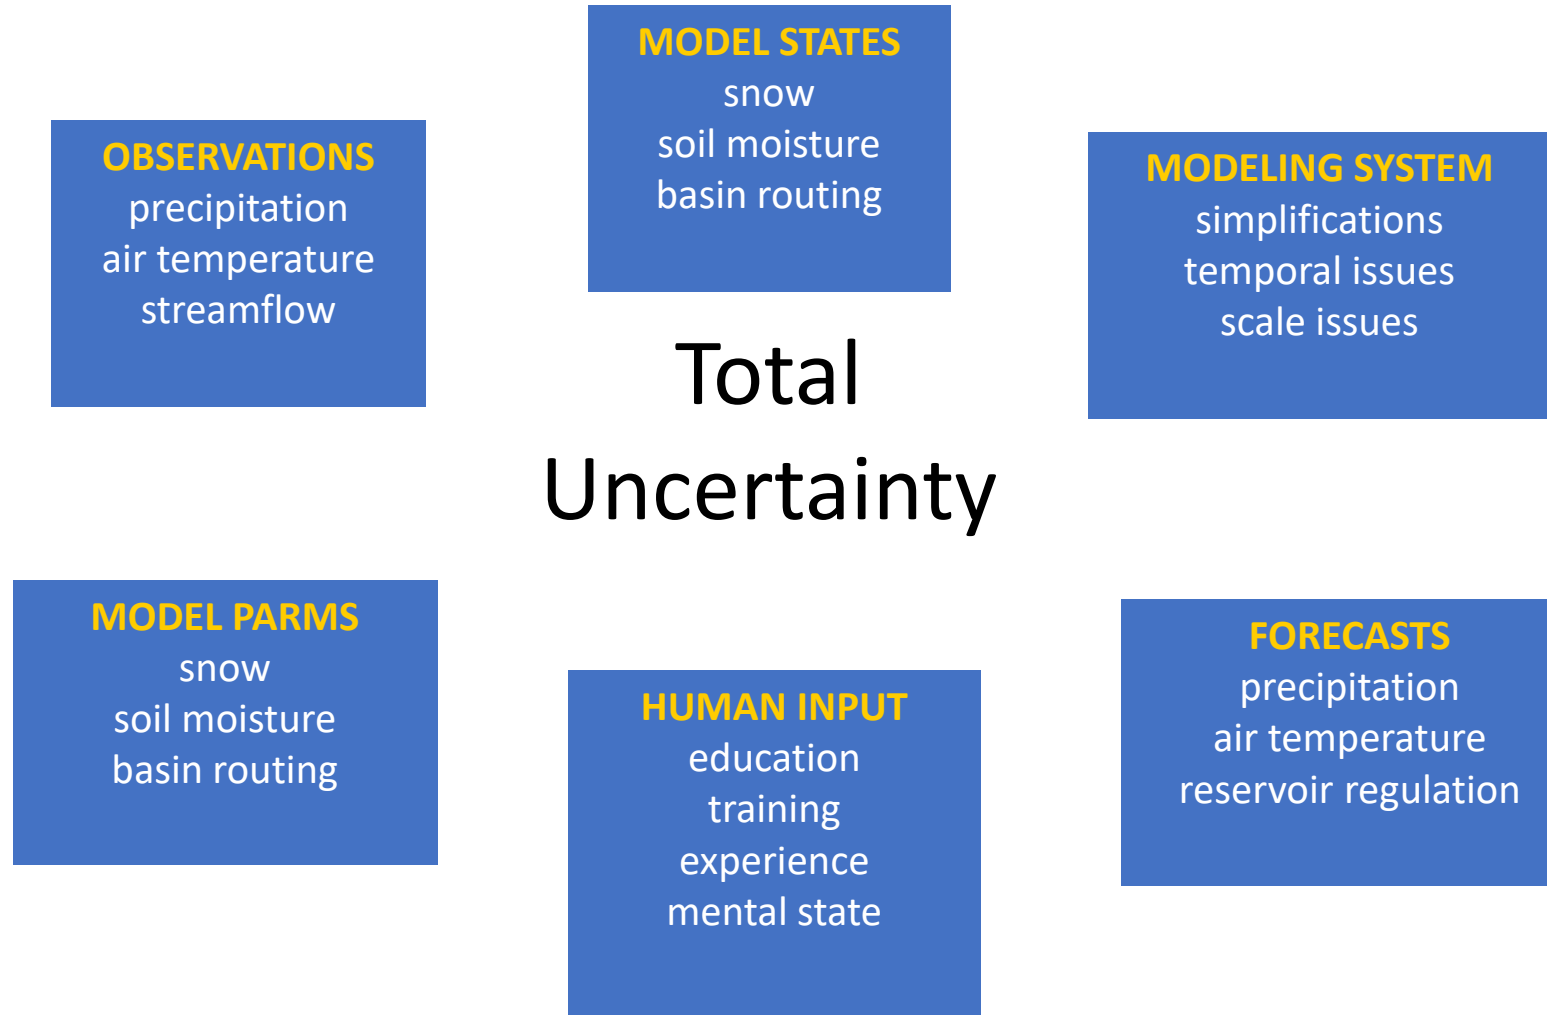 MODEL STATES
snow
soil moisture
basin routing
OBSERVATIONS
precipitation
air temperature
streamflow
MODELING SYSTEM
simplifications
temporal issues
scale issues
Total
Uncertainty
MODEL PARMS
snow
soil moisture
basin routing
HUMAN INPUT
education
training
experience
mental state
FORECASTS
precipitation
air temperature
reservoir regulation